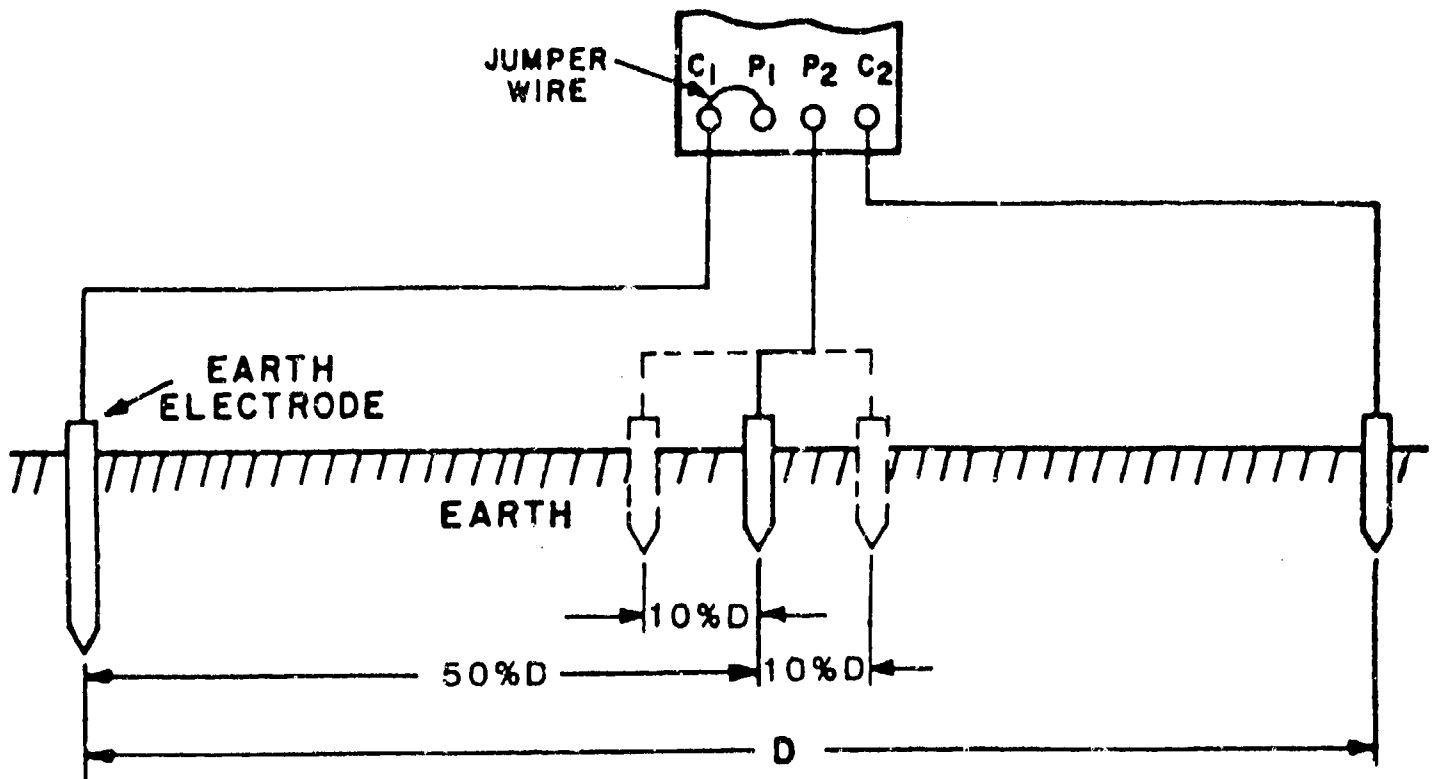 JUMPER
WIRE
C1 P1 P2 C2
EARTH
ELECTRODE
EARTH
10%D
50%D
10%D
D